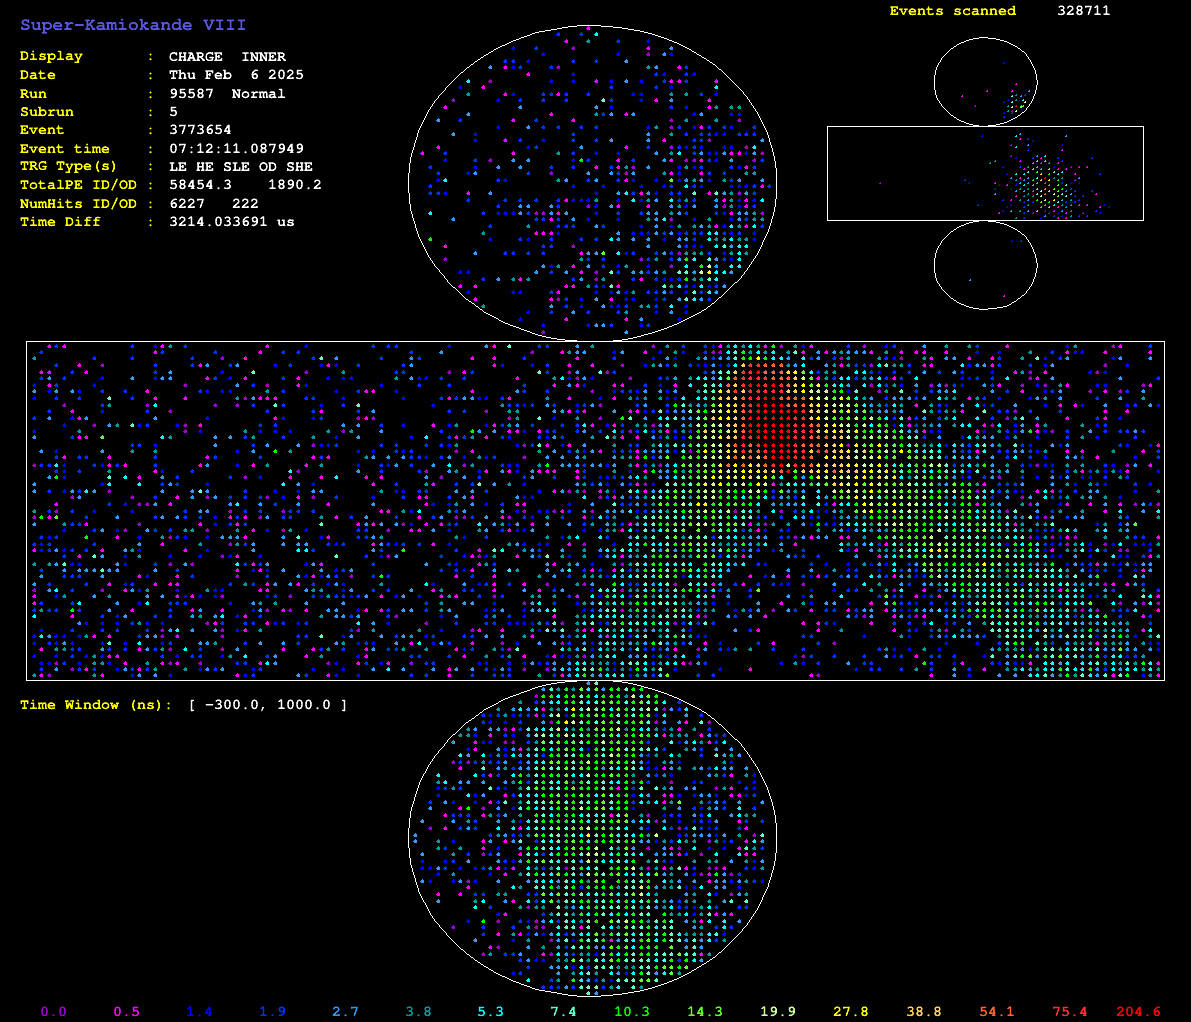 Super-Kamiokande VIII
Events scanned 328711
Display : CHARGE INNER
Date : Thu Feb 6 2025
Run : 95587 Normal
Subrun : 5
Event : 3773654
Event time : 07:12:11.087949
TRG Type(s) : LE HE SLE OD SHE
TotalPE ID/OD : 58454.3 1890.2
NumHits ID/OD : 6227 222
Time Diff : 3214.033691 us
Time Window (ns): [ -300.0, 1000.0 ]
0.0 0.5 1.4 1.9 2.7 3.8 5.3 7.4 10.3 14.3 19.9 27.8 38.8 54.1 75.4 204.6